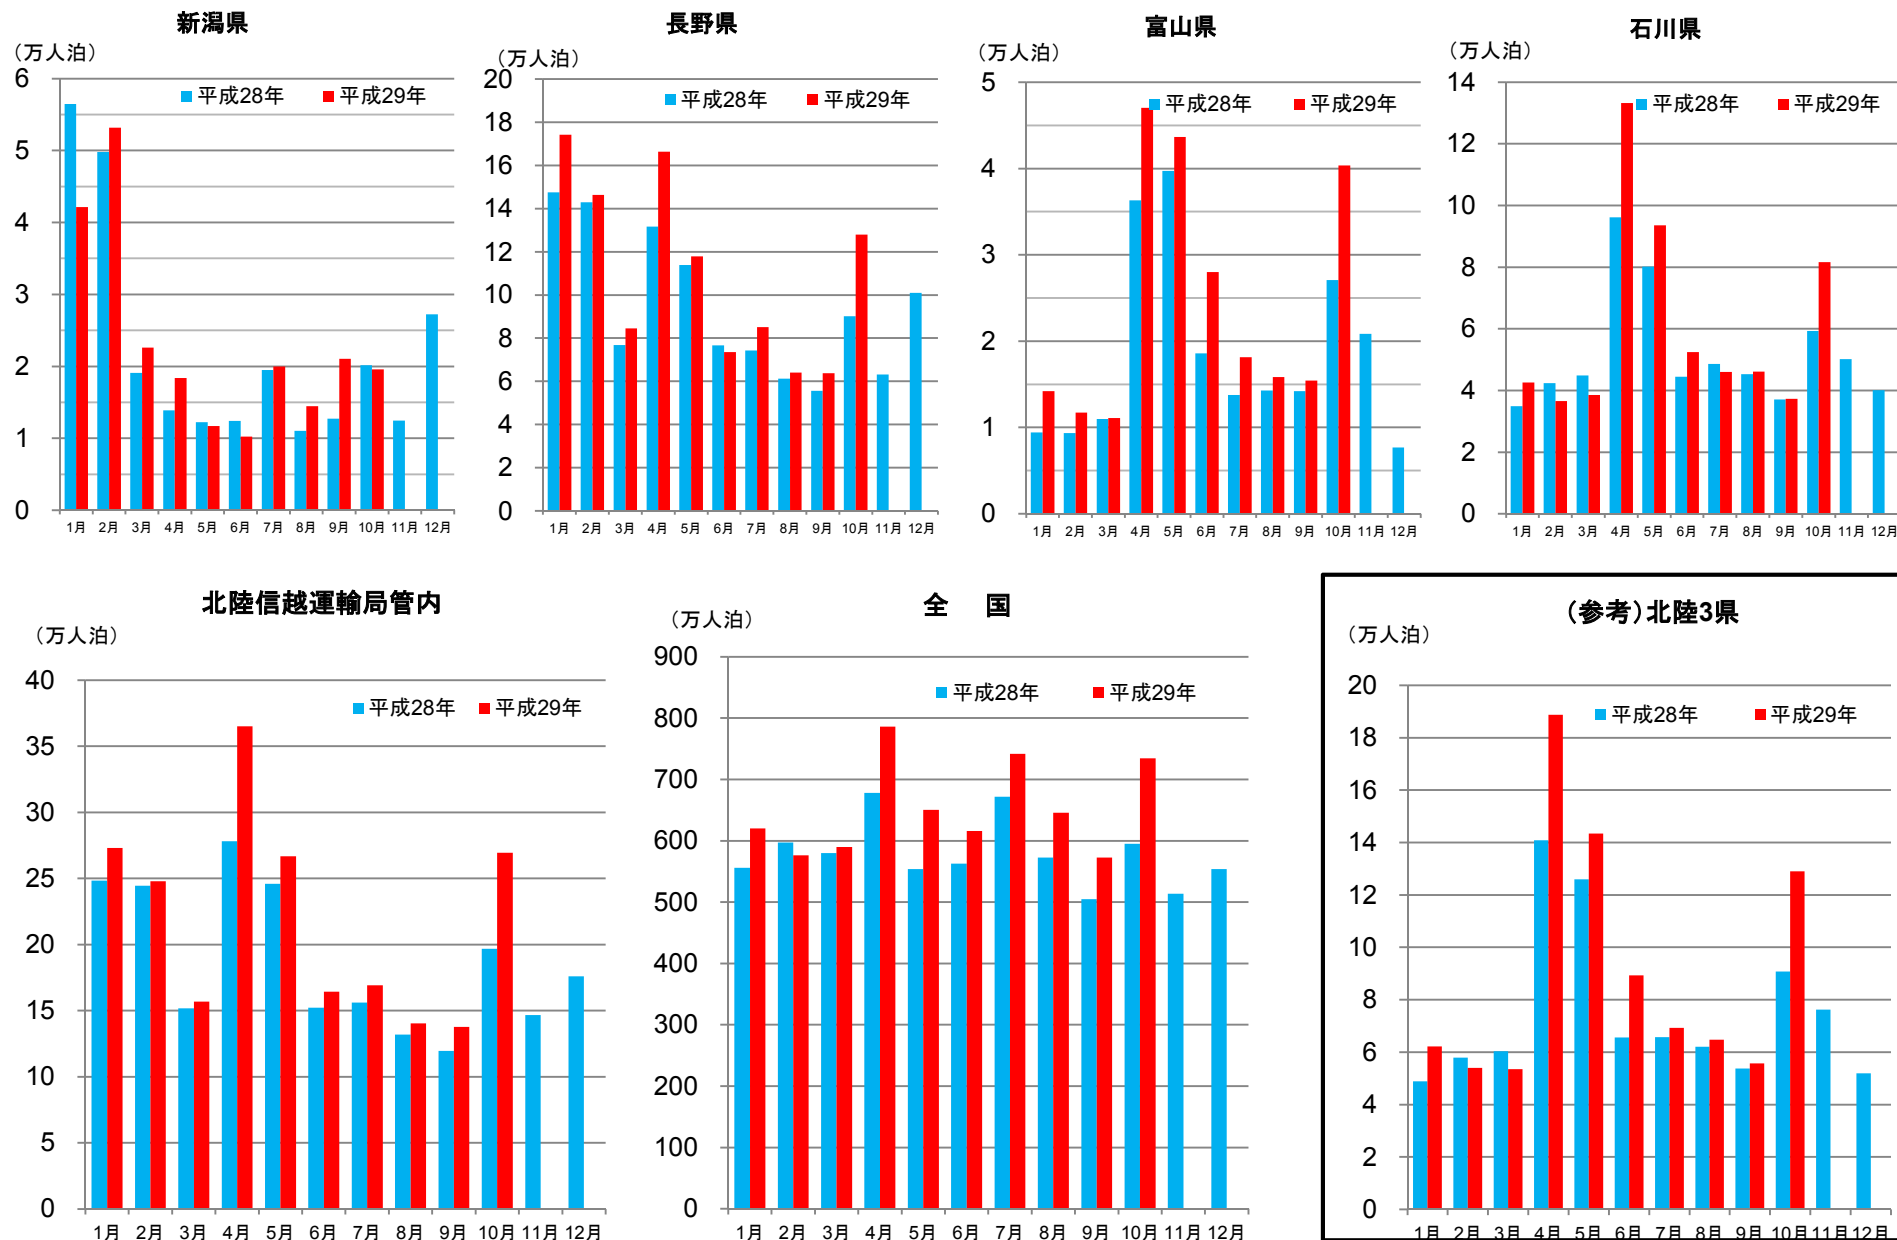 新潟県
（万人泊）
平成28年 平成29年
6
5
4
3
2
1
0
1月 2月 3月 4月 5月 6月 7月 8月 9月 10月 11月 12月
長野県
（万人泊）
平成28年 平成29年
20
18
16
14
12
10
8
6
4
2
0
1月 2月 3月 4月 5月 6月 7月 8月 9月 10月 11月 12月
富山県
（万人泊）
平成28年 平成29年
5
4
3
2
1
0
1月 2月 3月 4月 5月 6月 7月 8月 9月 10月 11月 12月
石川県
（万人泊）
平成28年 平成29年
14
12
10
8
6
4
2
0
1月 2月 3月 4月 5月 6月 7月 8月 9月 10月 11月 12月
北陸信越運輸局管内
（万人泊）
平成28年 平成29年
40
35
30
25
20
15
10
5
0
1月 2月 3月 4月 5月 6月 7月 8月 9月 10月 11月 12月
全　国
（万人泊）
平成28年 平成29年
900
800
700
600
500
400
300
200
100
0
1月 2月 3月 4月 5月 6月 7月 8月 9月 10月 11月 12月
（参考）北陸3県
（万人泊）
平成28年 平成29年
20
18
16
14
12
10
8
6
4
2
0
1月 2月 3月 4月 5月 6月 7月 8月 9月 10月 11月 12月